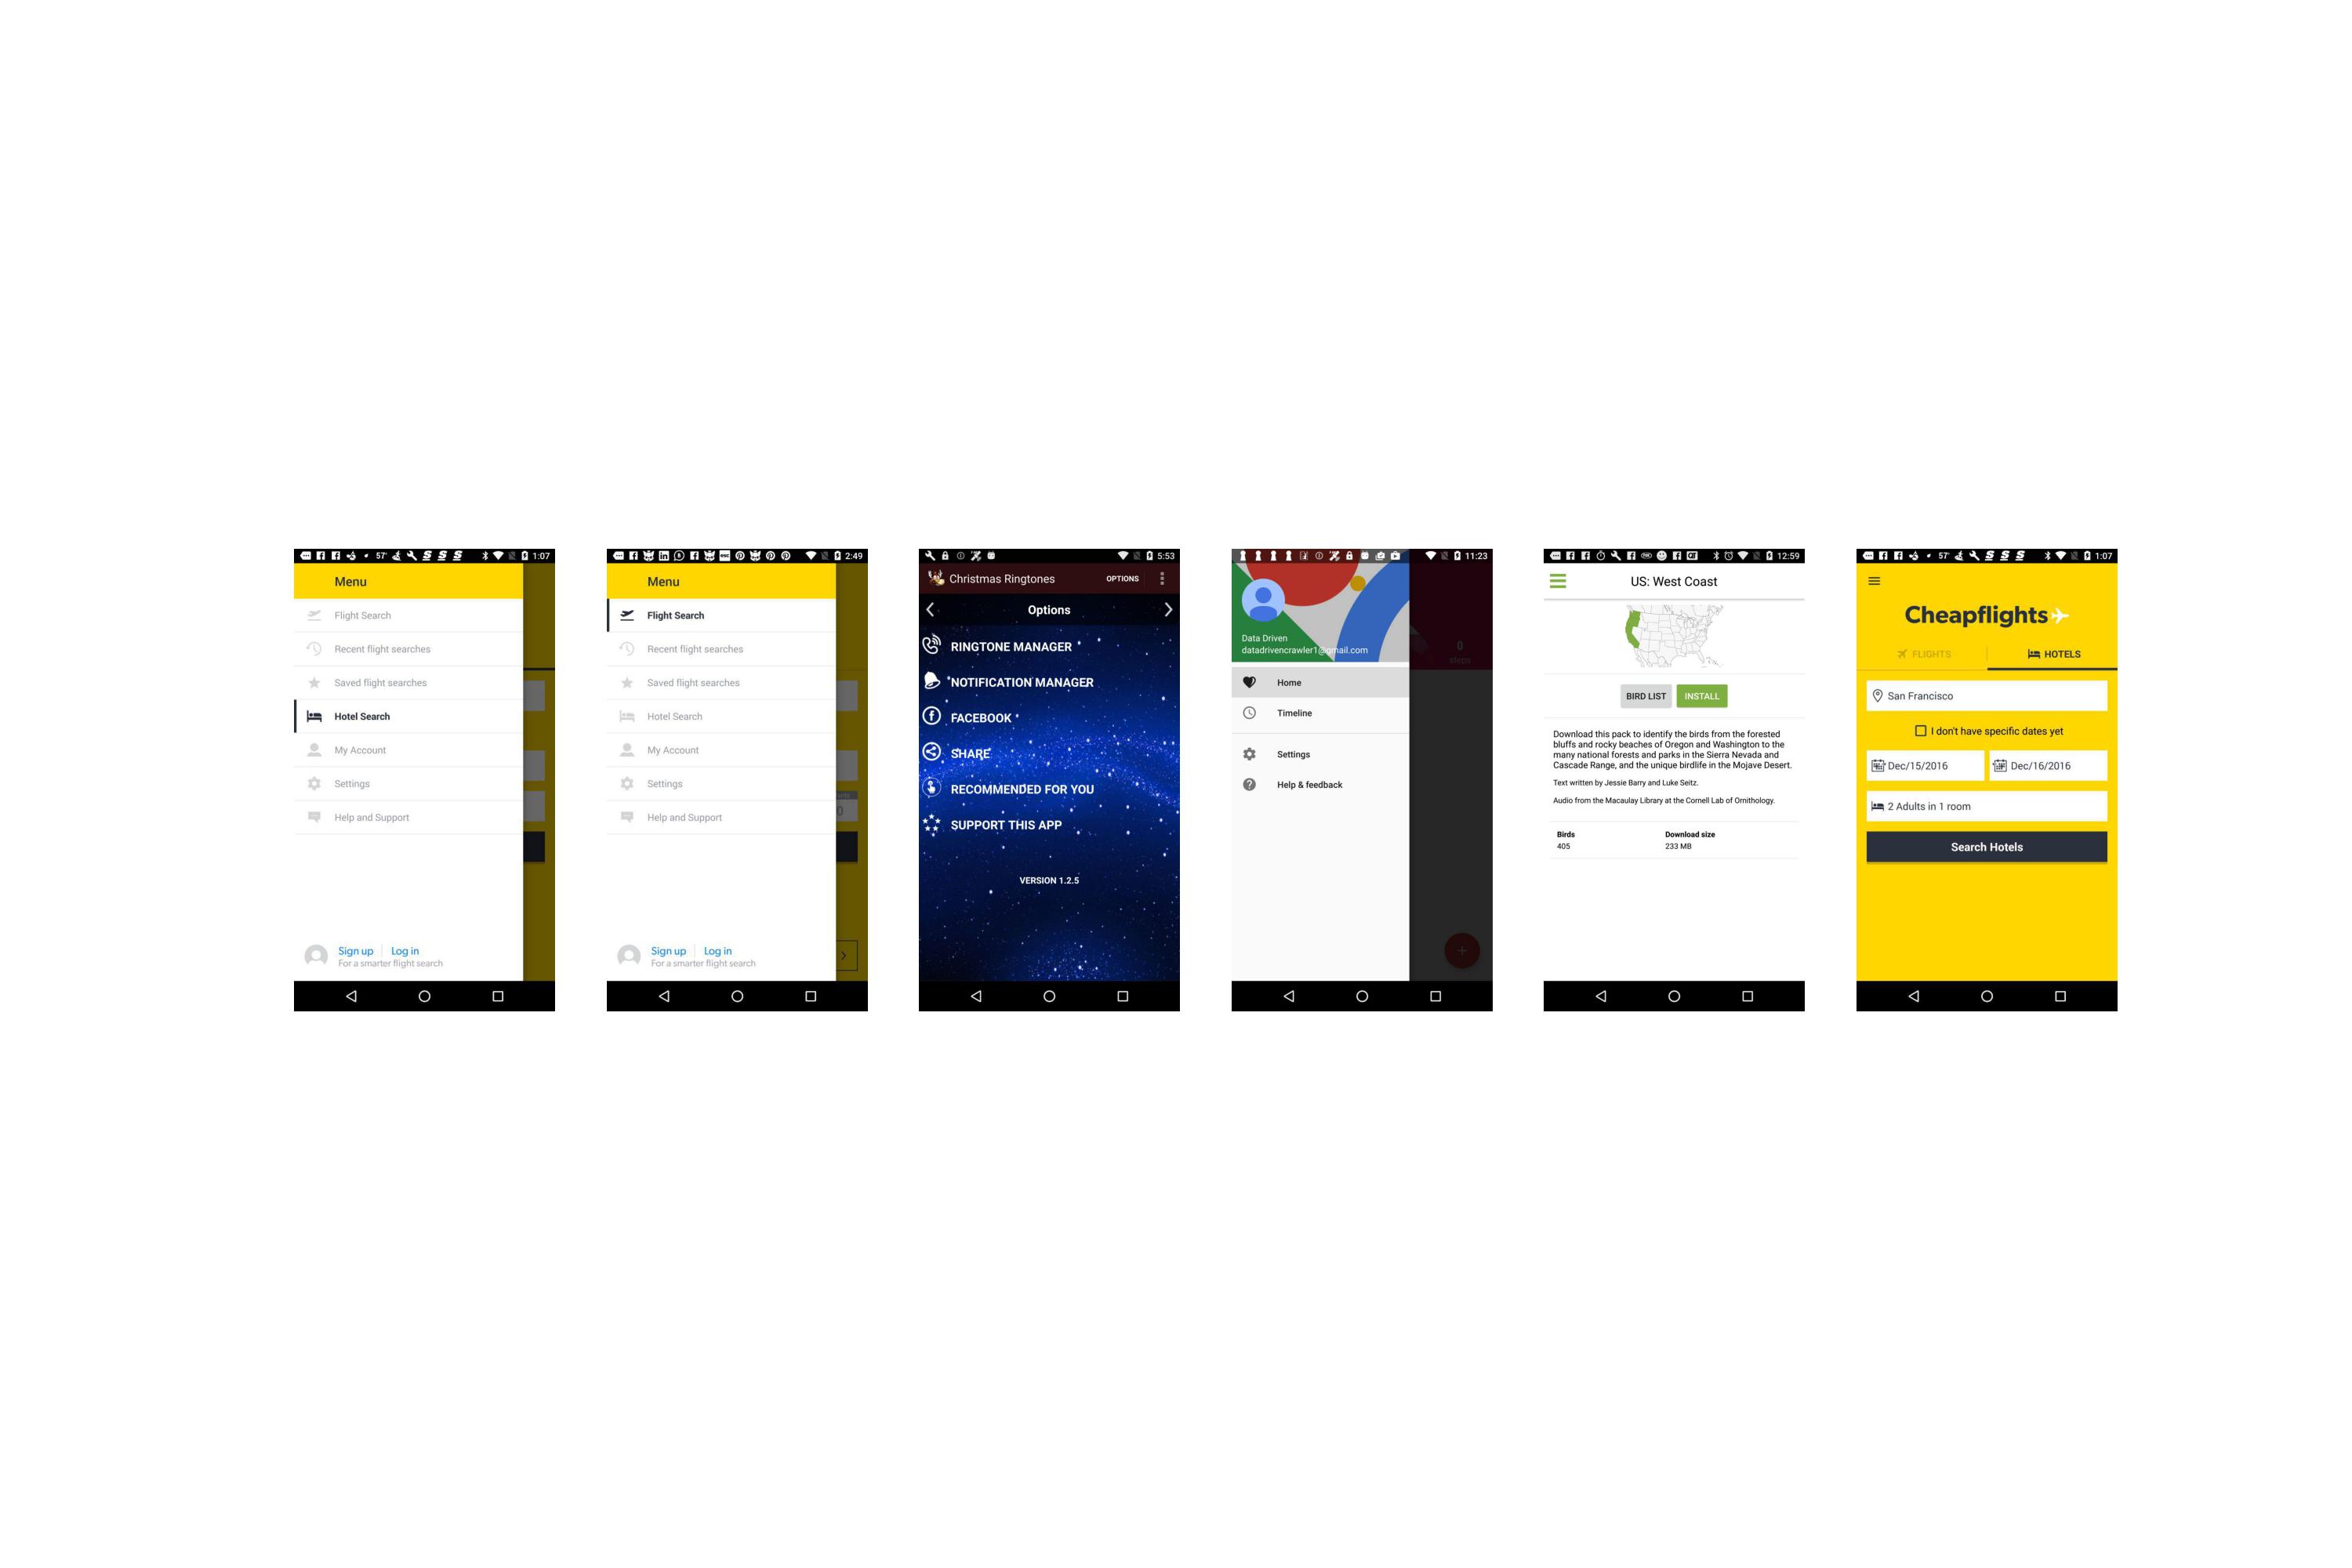 57° 1:07
Menu
Flight Search
Recent flight searches
Saved flight searches
Hotel Search
My Account
Settings
Help and Support
Sign up Log in
For a smarter flight search
2:49
Menu
Flight Search
Recent flight searches
Saved flight searches
Hotel Search
My Account
Settings
Help and Support
Sign up Log in
For a smarter flight search
5:53
Christmas Ringtones OPTIONS
Options
RINGTONE MANAGER
NOTIFICATION MANAGER
FACEBOOK
SHARE
RECOMMENDED FOR YOU
SUPPORT THIS APP
VERSION 1.2.5
11:23
Data Driven
datadrivencrawler1@gmail.com
0
steps
Home
Timeline
Settings
Help & feedback
12:59
US: West Coast
BIRD LIST INSTALL
Download this pack to identify the birds from the forested
bluffs and rocky beaches of Oregon and Washington to the
many national forests and parks in the Sierra Nevada and
Cascade Range, and the unique birdlife in the Mojave Desert.
Text written by Jessie Barry and Luke Seitz.
Audio from the Macaulay Library at the Cornell Lab of Ornithology.
Birds Download size
405 233 MB
57° 1:07
Cheapflights
FLIGHTS HOTELS
San Francisco
I don't have specific dates yet
Dec/15/2016 Dec/16/2016
2 Adults in 1 room
Search Hotels